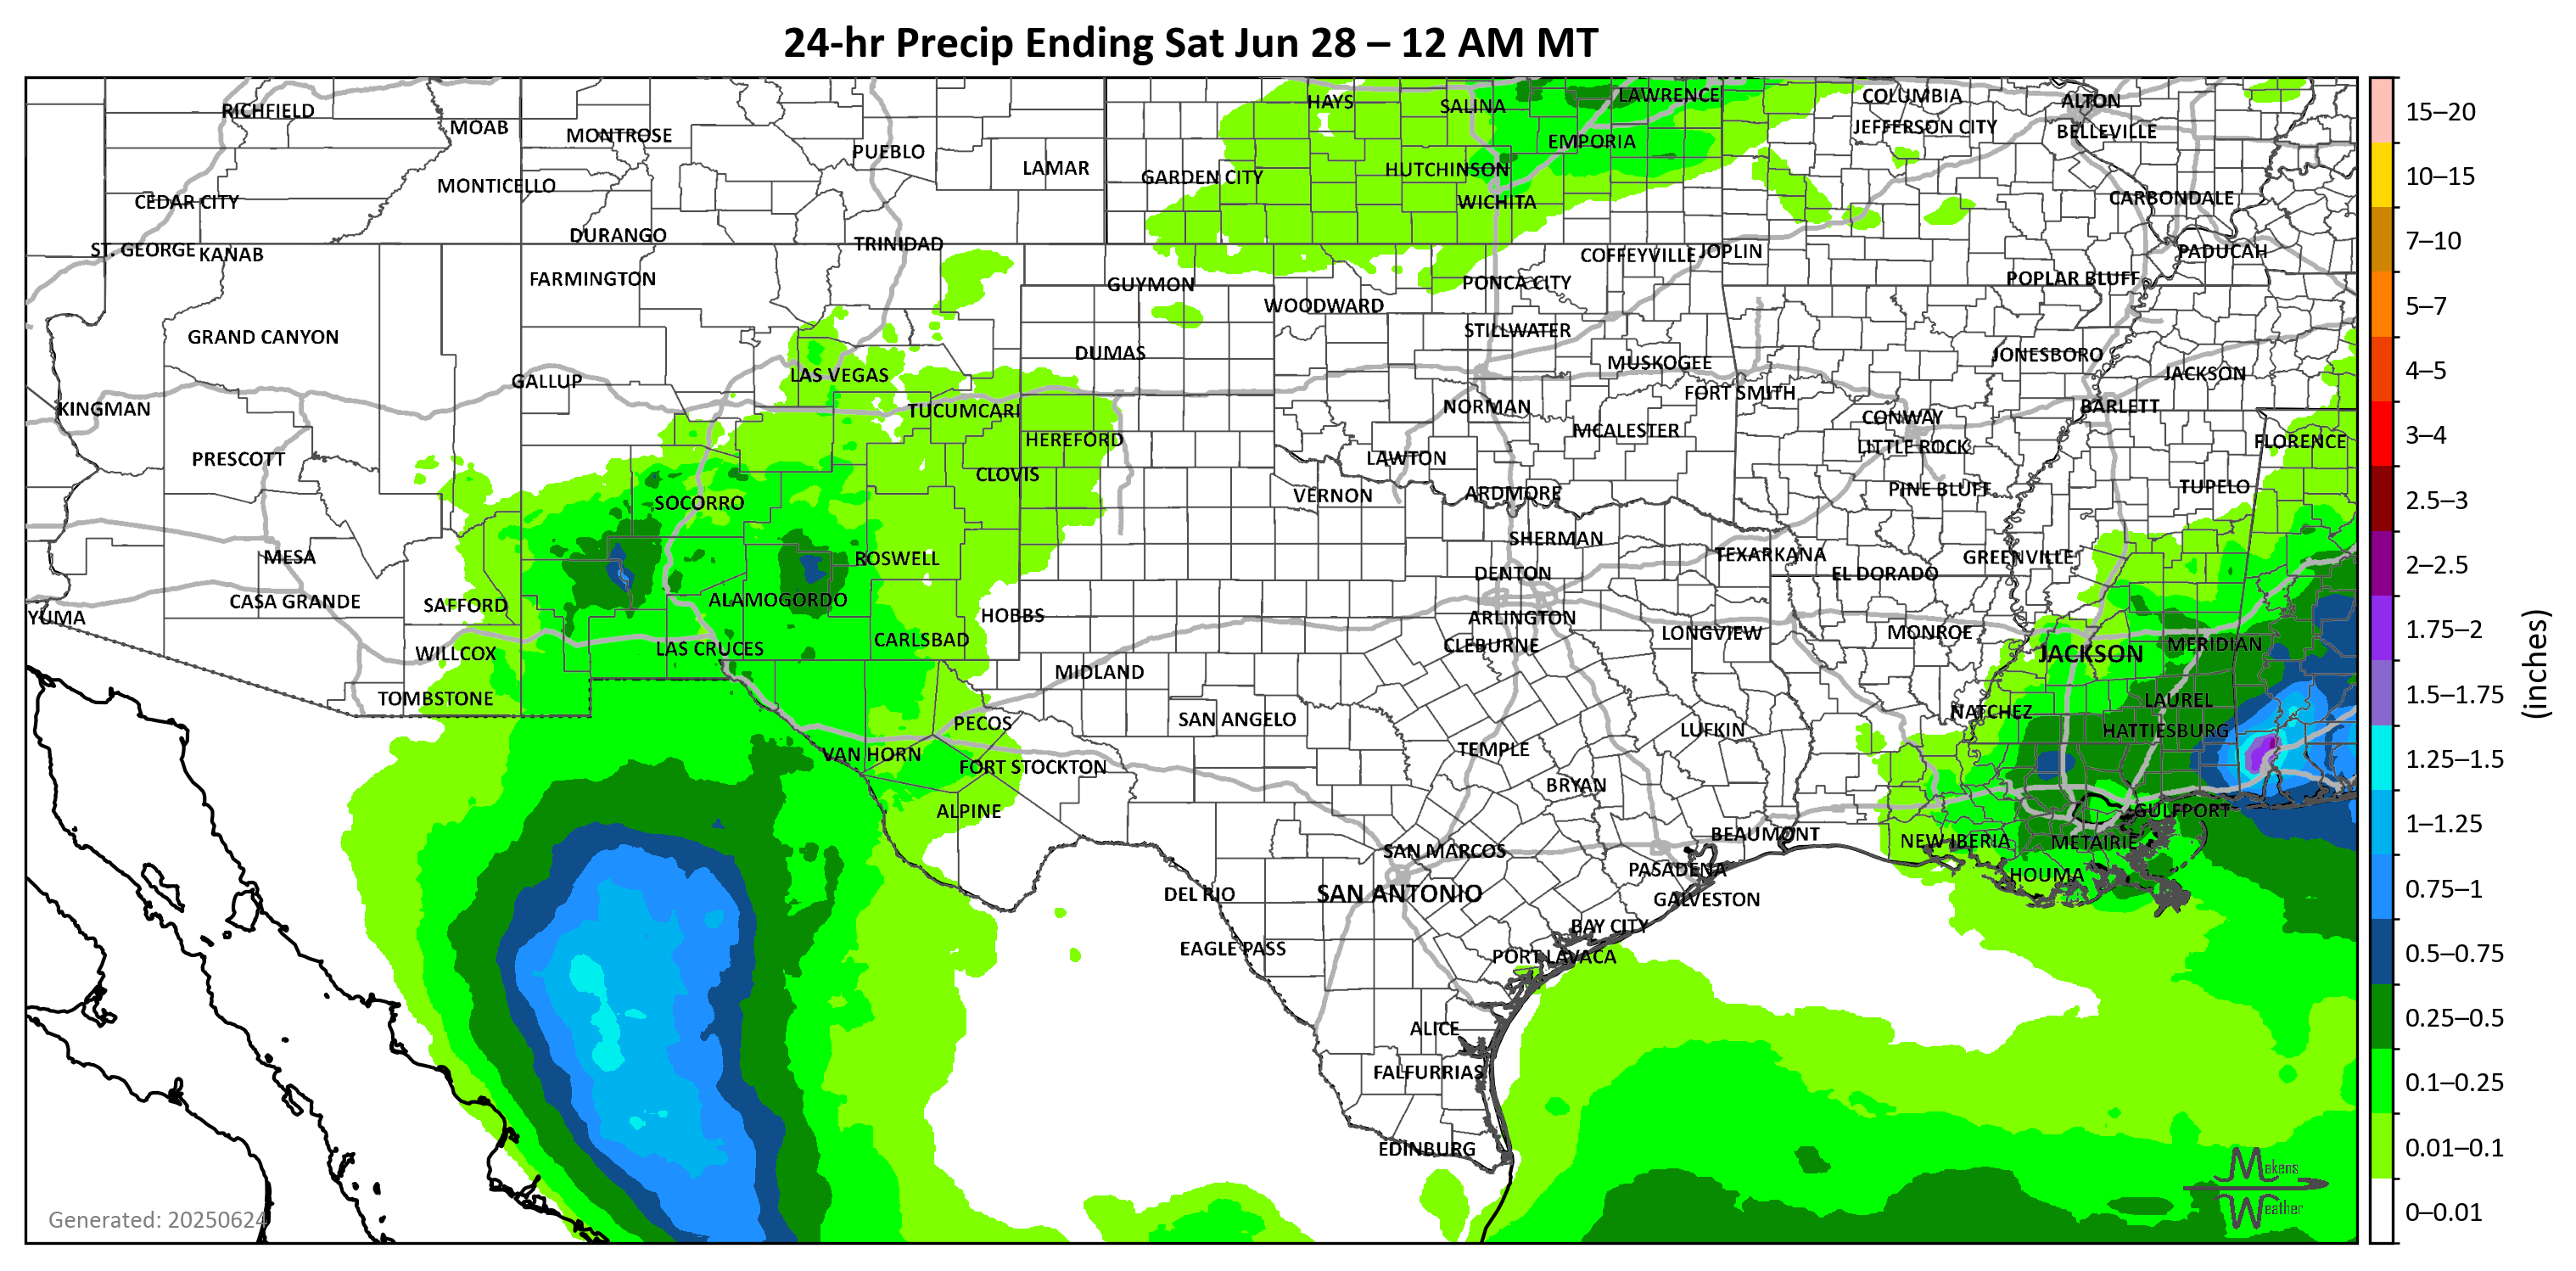 24-hr Precip Ending Sat Jun 28 – 12 AM MT
RICHFIELD
MOAB
MONTROSE
PUEBLO
LAMAR
HAYS
SALINA
LAWRENCE
COLUMBIA
ALTON
JEFFERSON CITY
BELLEVILLE
EMPORIA
HUTCHINSON
GARDEN CITY
MONTICELLO
CEDAR CITY
WICHITA
CARBONDALE
DURANGO
TRINIDAD
ST. GEORGE
KANAB
COFFEYVILLE
JOPLIN
PADUCAH
FARMINGTON
GUYMON
PONCA CITY
POPLAR BLUFF
WOODWARD
STILLWATER
GRAND CANYON
DUMAS
MUSKOGEE
JONESBORO
LAS VEGAS
JACKSON
GALLUP
FORT SMITH
KINGMAN
TUCUMCARI
NORMAN
CONWAY
BARLETT
HEREFORD
MCALESTER
LITTLE ROCK
FLORENCE
PRESCOTT
CLOVIS
LAWTON
SOCORRO
VERNON
ARDMORE
PINE BLUFF
TUPELO
MESA
ROSWELL
SHERMAN
TEXARKANA
GREENVILLE
DENTON
EL DORADO
CASA GRANDE
SAFFORD
ALAMOGORDO
YUMA
HOBBS
ARLINGTON
CARLSBAD
CLEBURNE
LONGVIEW
MONROE
WILLCOX
LAS CRUCES
JACKSON
MERIDIAN
MIDLAND
TOMBSTONE
LAUREL
PECOS
SAN ANGELO
NATCHEZ
LUFKIN
HATTIESBURG
VAN HORN
FORT STOCKTON
TEMPLE
BRYAN
ALPINE
GULFPORT
BEAUMONT
NEW IBERIA
METAIRIE
SAN MARCOS
PASADENA
HOUMA
DEL RIO
SAN ANTONIO
GALVESTON
BAY CITY
EAGLE PASS
PORT LAVACA
ALICE
FALFURRIAS
EDINBURG
Generated: 20250624
Makens
Weather
15–20
10–15
7–10
5–7
4–5
3–4
2.5–3
2–2.5
1.75–2
1.5–1.75
1.25–1.5
1–1.25
0.75–1
0.5–0.75
0.25–0.5
0.1–0.25
0.01–0.1
0–0.01
(inches)